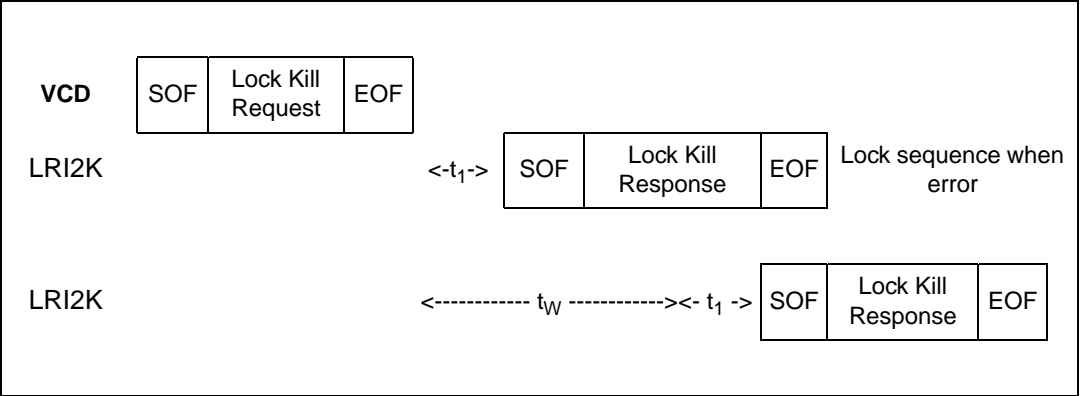 VCD SOF Lock Kill Request EOF
LRI2K <-t1-> SOF Lock Kill Response EOF Lock sequence when error
LRI2K <------------ tW ------------><- t1 -> SOF Lock Kill Response EOF